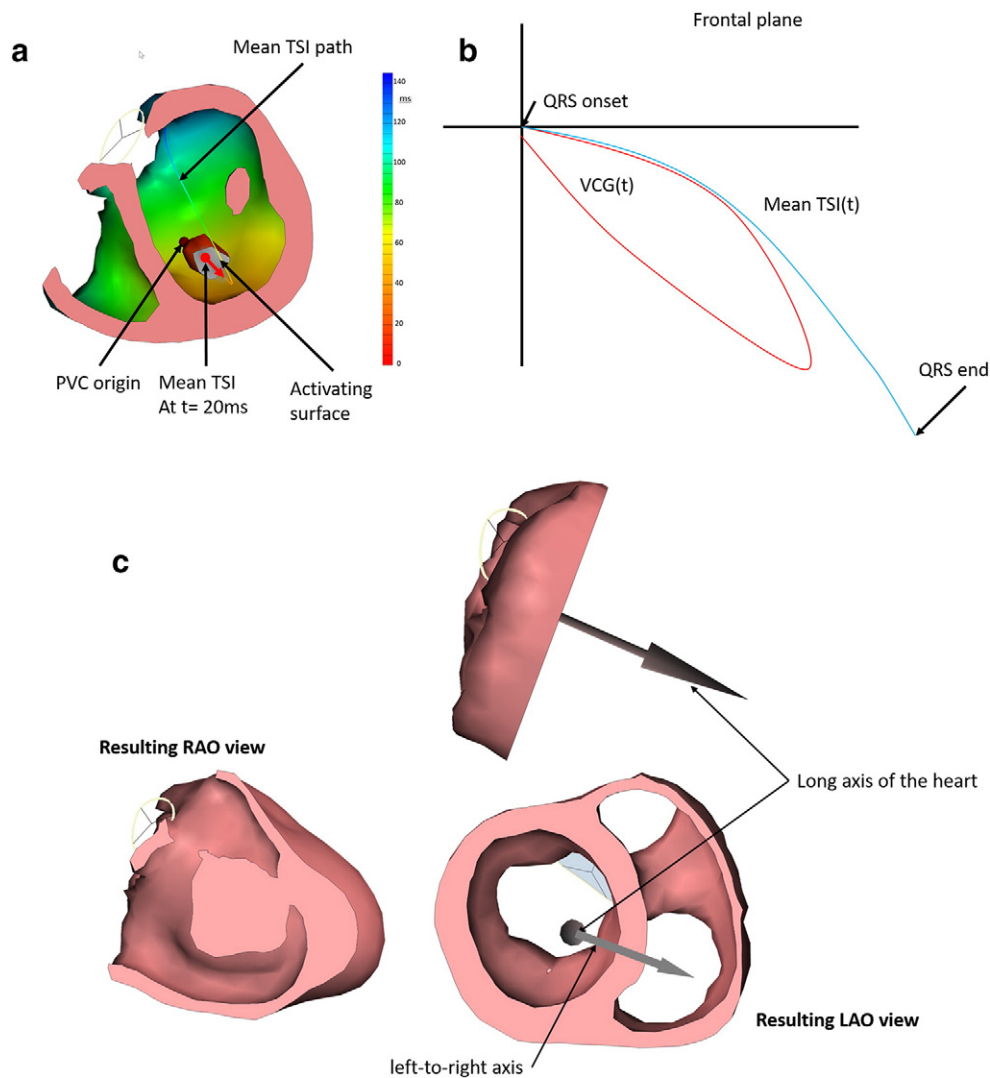 a
Mean TSI path
140
ms
120
100
80
60
40
20
0
PVC origin
Mean TSI
At t= 20ms
Activating
surface
b
Frontal plane
QRS onset
VCG(t)
Mean TSI(t)
QRS end
c
Resulting RAO view
Long axis of the heart
Resulting LAO view
left-to-right axis